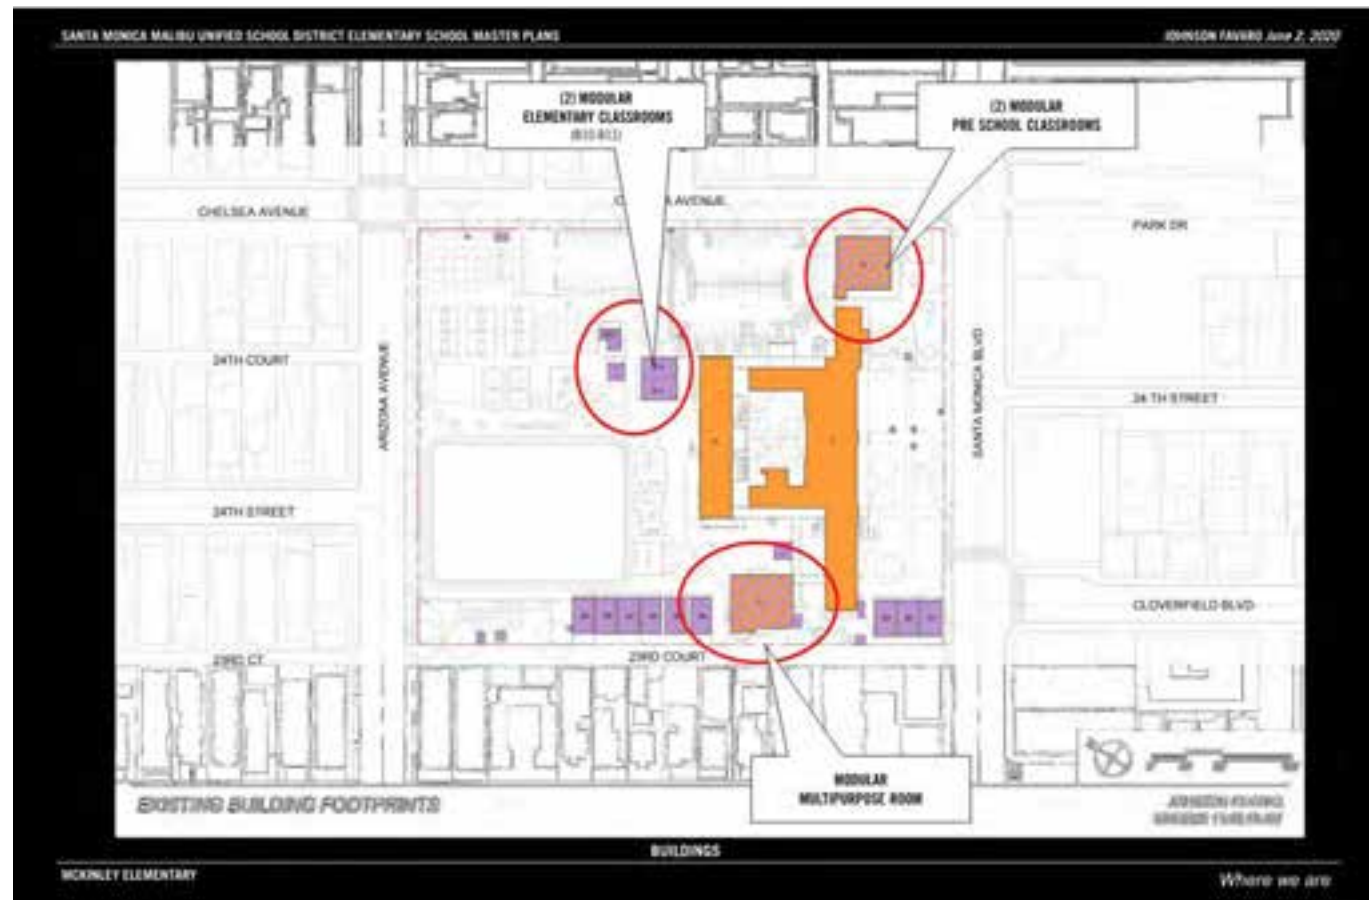 SANTA MONICA MALIBU UNIFIED SCHOOL DISTRICT ELEMENTARY SCHOOL MASTER PLANS
JOHNSON FAVARO June 2, 2020
(2) MODULAR
ELEMENTARY CLASSROOMS
(2) MODULAR
PRE SCHOOL CLASSROOMS
CHELSEA AVENUE
AVENUE
PARK DR
24TH COURT
ARIZONA AVENUE
SANTA MONICA BLVD
24 TH STREET
24TH STREET
CLOVERFIELD BLVD
23RD CT
23RD COURT
MODULAR
MULTIPURPOSE ROOM
EXISTING BUILDING FOOTPRINTS
JOHNSON FAVARO
BUILDINGS
MCKINLEY ELEMENTARY
Where we are